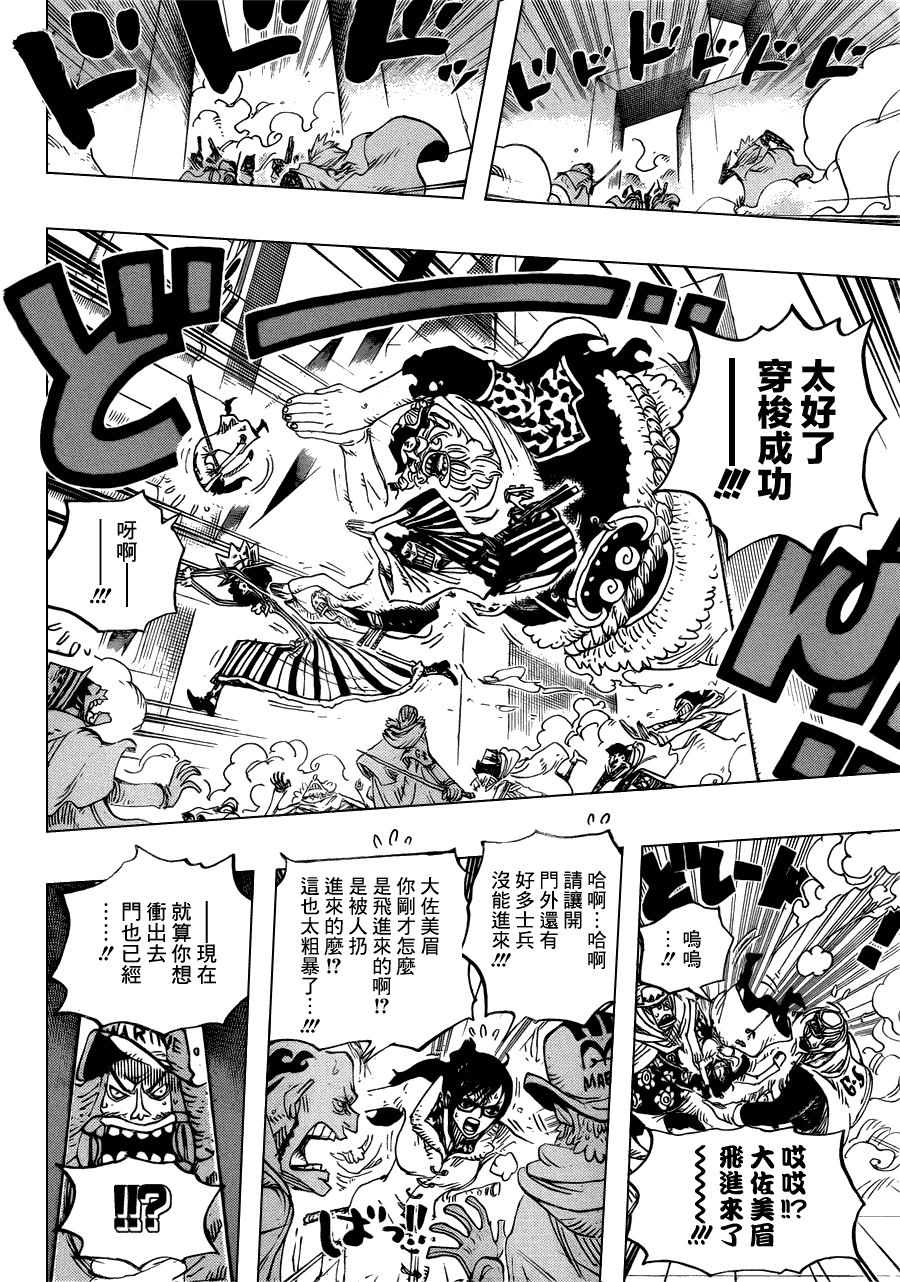 ドドド
ッ
ドドドドドド
太好了
穿梭成功
——!!!
ど——…ん
呀啊——
——!!!
どしーん
!
嗚
…!!
哎哎!!?
大佐美眉
飛進來了
G-5
哈啊…哈啊
請讓開
門外還有
好多士兵
沒能進來!!!
大佐美眉
你剛才怎麼
是飛進來的啊!?
是被人扔
進來的麼!?
這也太粗暴了…!!!
ばっ!!
MAR
——現在
就算你想
衝出去
門也已經
……!!
MARINE
!!?